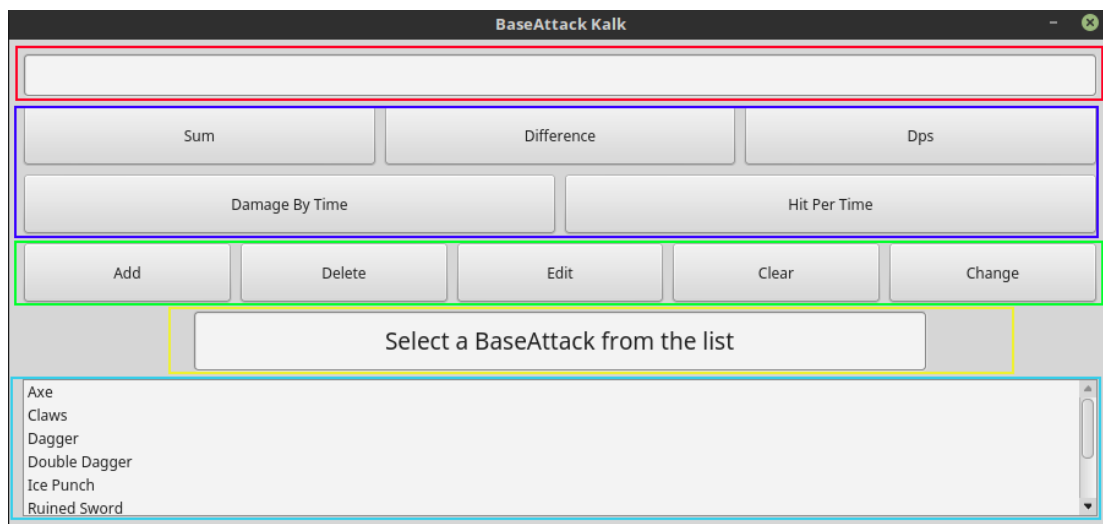 BaseAttack Kalk
Sum Difference Dps
Damage By Time Hit Per Time
Add Delete Edit Clear Change
Select a BaseAttack from the list
Axe
Claws
Dagger
Double Dagger
Ice Punch
Ruined Sword